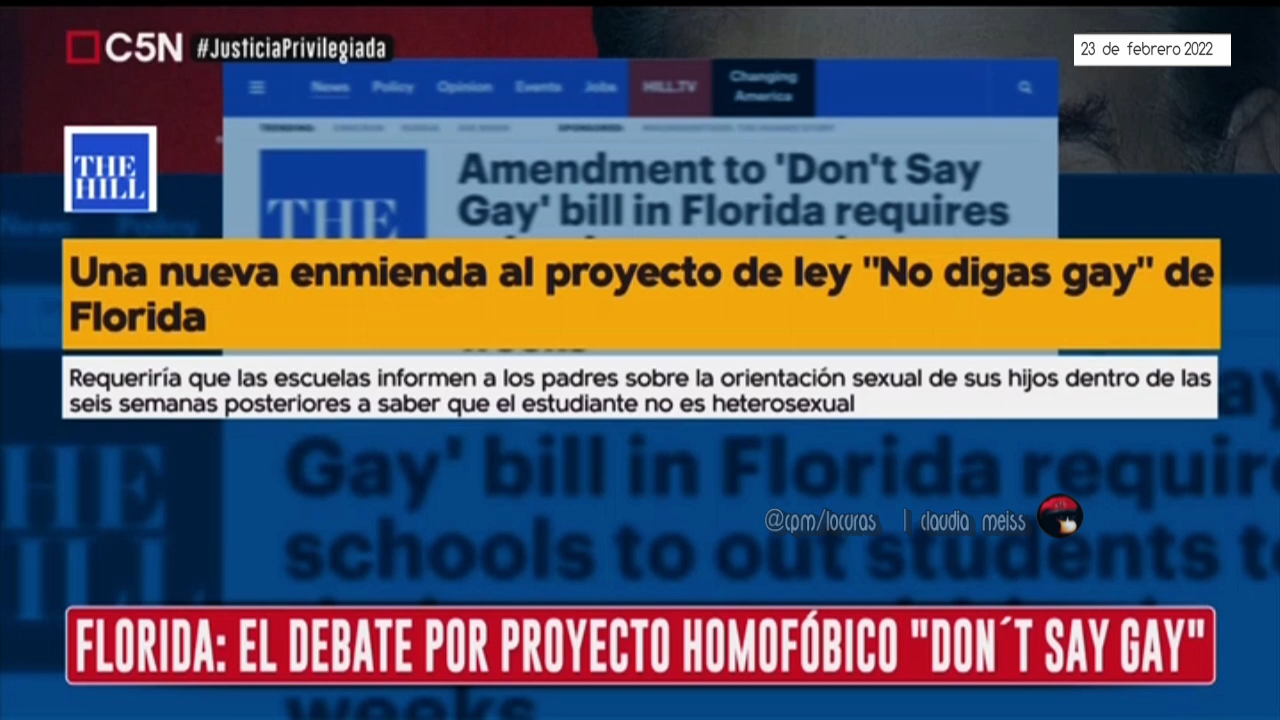 C5N #JusticiaPrivilegiada
23 de febrero 2022
News Policy Opinion Events Jobs HILL.TV Changing
America
THE
HILL
Amendment to 'Don't Say
Gay' bill in Florida requires
THE
Una nueva enmienda al proyecto de ley "No digas gay" de
Florida
Requeriría que las escuelas informen a los padres sobre la orientación sexual de sus hijos dentro de las
seis semanas posteriores a saber que el estudiante no es heterosexual
Gay' bill in Florida require
schools to out students t
@cpm/locuras | claudia meiss
FLORIDA: EL DEBATE POR PROYECTO HOMOFÓBICO "DON´T SAY GAY"
weeks